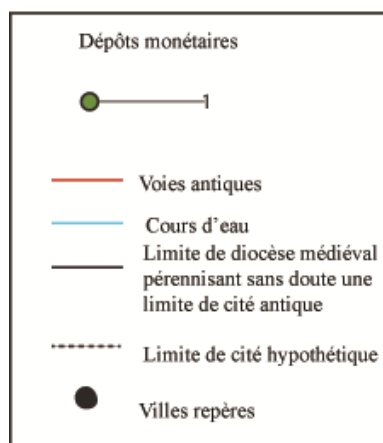 Dépôts monétaires
1
Voies antiques
Cours d'eau
Limite de diocèse médiéval
pérennisant sans doute une
limite de cité antique
Limite de cité hypothétique
Villes repères